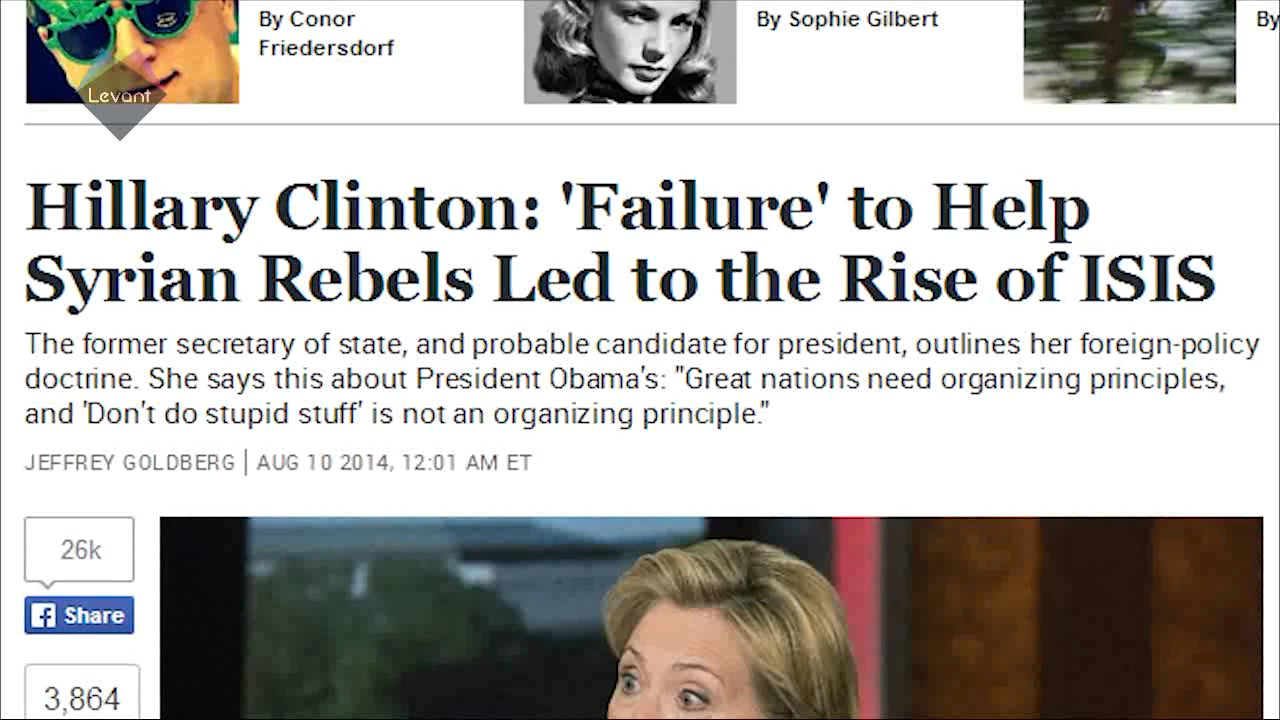 By Conor
Friedersdorf
By Sophie Gilbert
By
Levant
Hillary Clinton: 'Failure' to Help
Syrian Rebels Led to the Rise of ISIS
The former secretary of state, and probable candidate for president, outlines her foreign-policy
doctrine. She says this about President Obama's: "Great nations need organizing principles,
and 'Don't do stupid stuff' is not an organizing principle."
JEFFREY GOLDBERG | AUG 10 2014, 12:01 AM ET
26k
Share
3,864